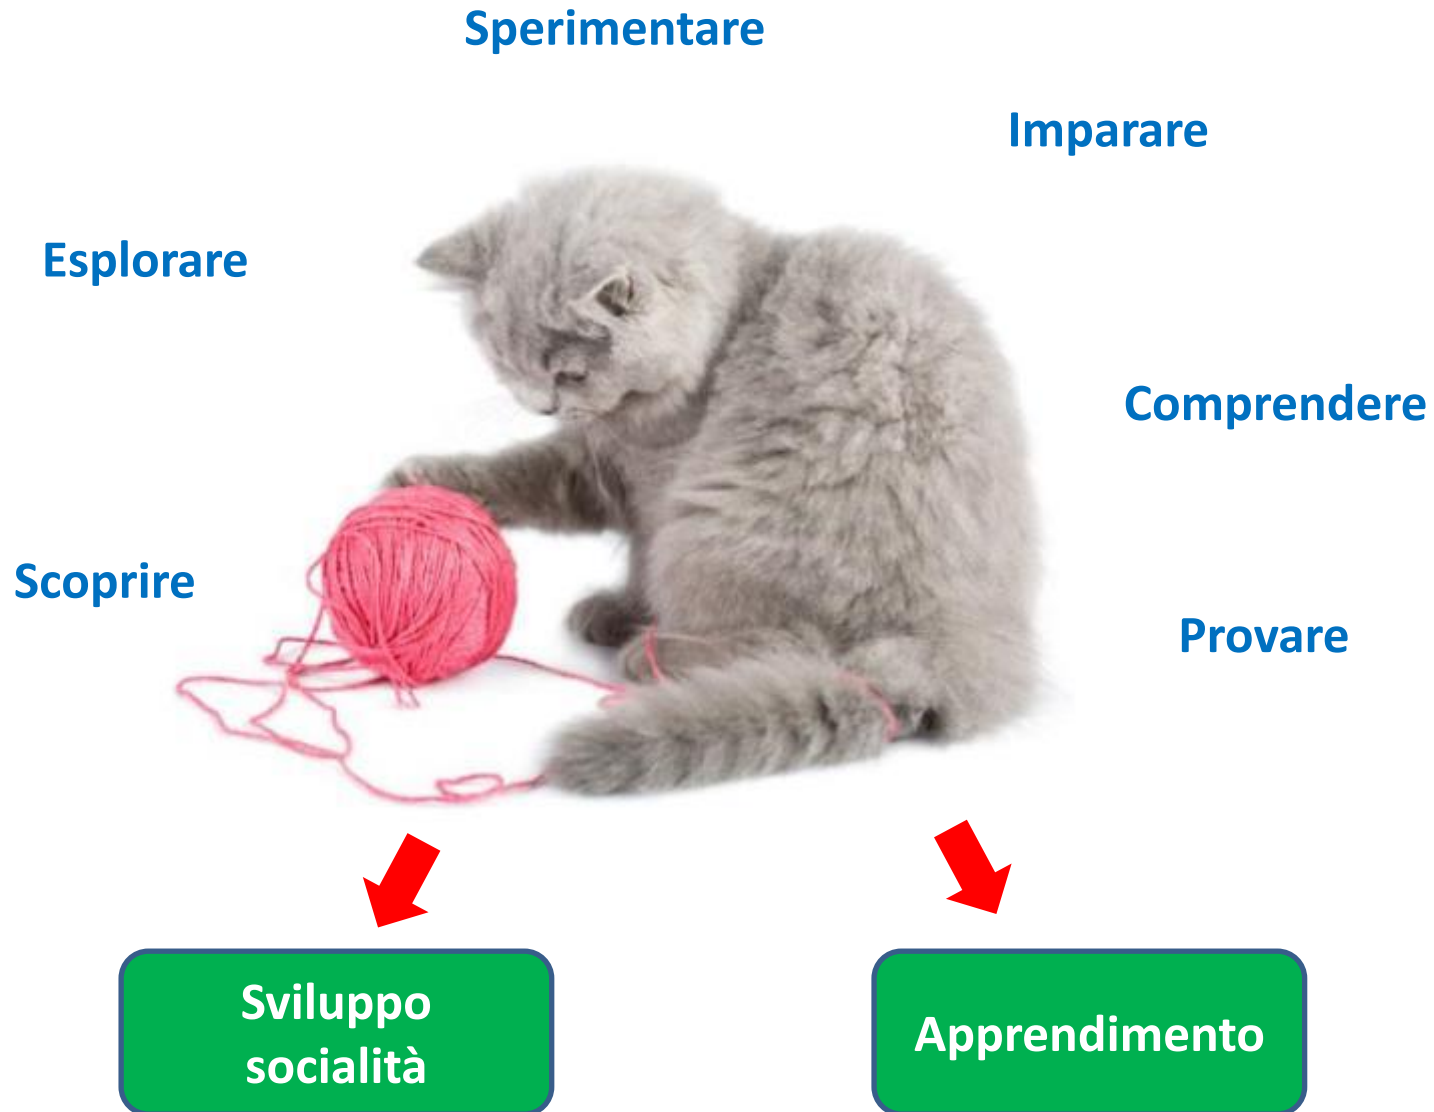 Sperimentare
Imparare
Esplorare
Comprendere
Scoprire
Provare
Sviluppo
socialità
Apprendimento